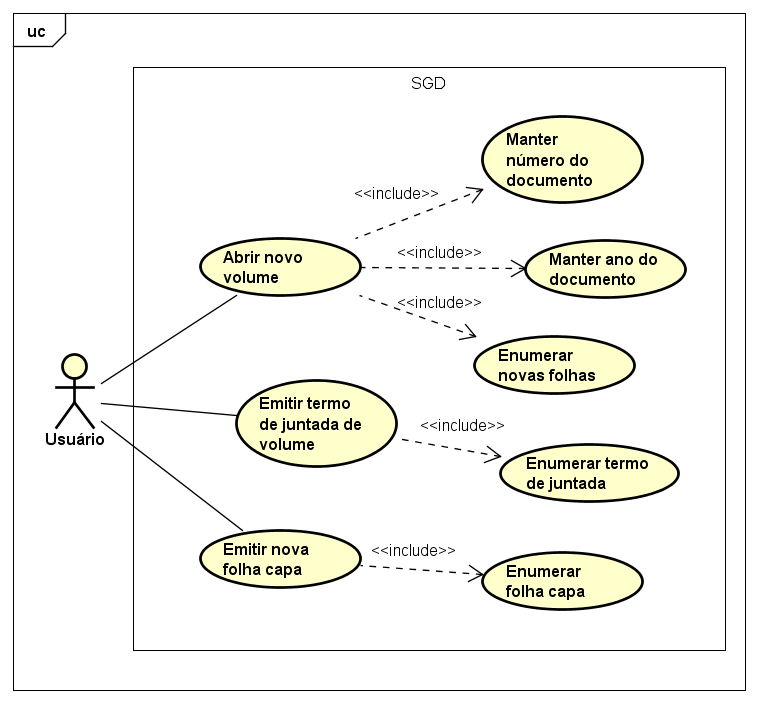 uc
SGD
Manter
número do
documento
<<include>>
Abrir novo
volume
<<include>>
Manter ano do
documento
<<include>>
Enumerar
novas folhas
Usuário
Emitir termo
de juntada de
volume
<<include>>
Enumerar termo
de juntada
Emitir nova
folha capa
<<include>>
Enumerar
folha capa